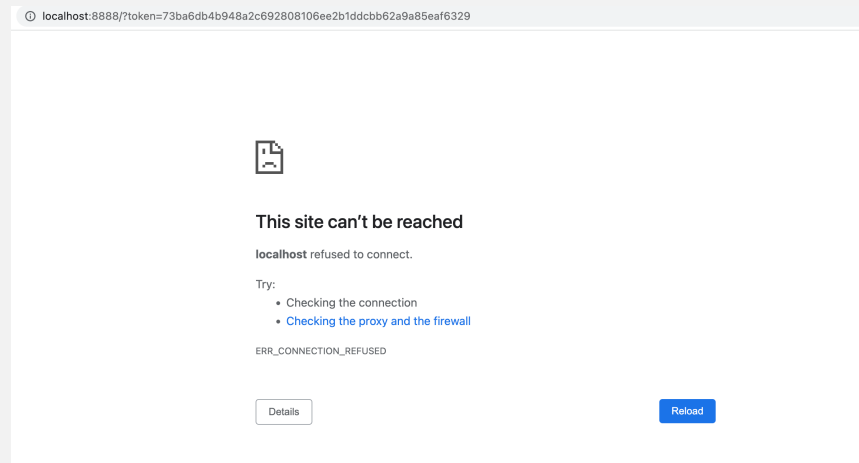 localhost:8888/?token=73ba6db4b948a2c692808106ee2b1ddcbb62a9a85eaf6329
This site can’t be reached
localhost refused to connect.
Try:
• Checking the connection
• Checking the proxy and the firewall
ERR_CONNECTION_REFUSED
Details
Reload